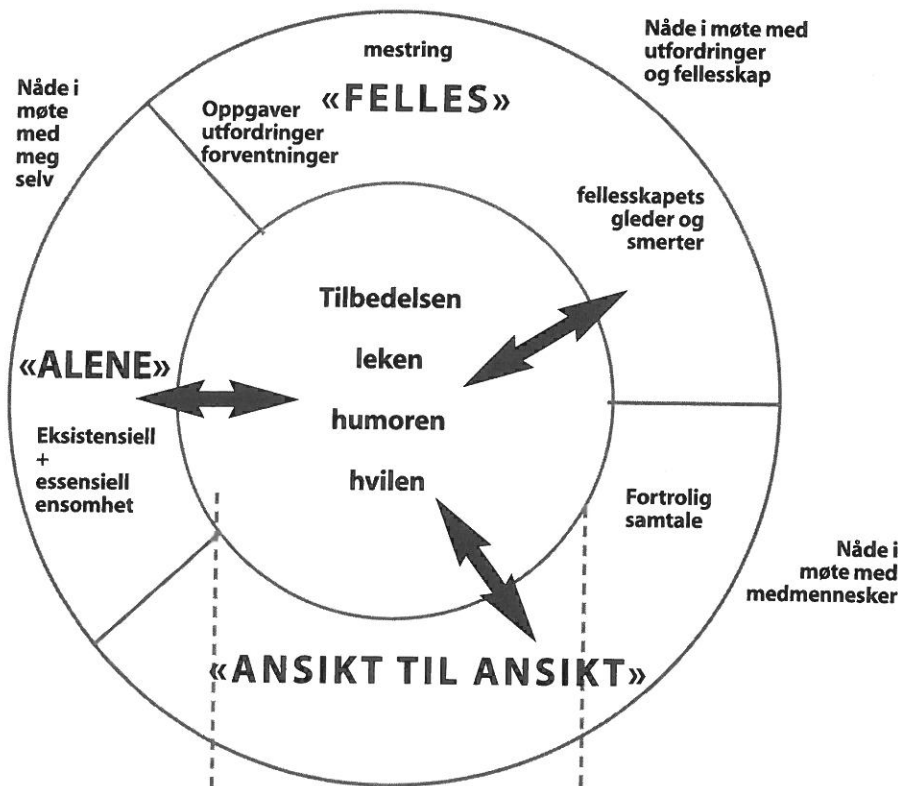 mestring
«FELLES»
Nåde i møte med
utfordringer
og fellesskap
Nåde i
møte
med
meg
selv
Oppgaver
utfordringer
forventninger
fellesskapets
gleder og
smerter
Tilbedelsen
leken
humoren
hvilen
«ALENE»
Eksistensiell
+
essensiell
ensomhet
Fortrolig
samtale
Nåde i
møte med
medmennesker
«ANSIKT TIL ANSIKT»